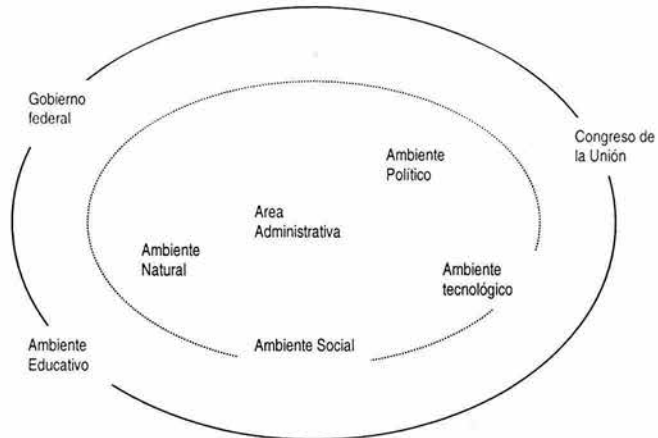 Gobierno
federal
Congreso de
la Unión
Ambiente
Político
Area
Administrativa
Ambiente
Natural
Ambiente
tecnológico
Ambiente
Educativo
Ambiente Social